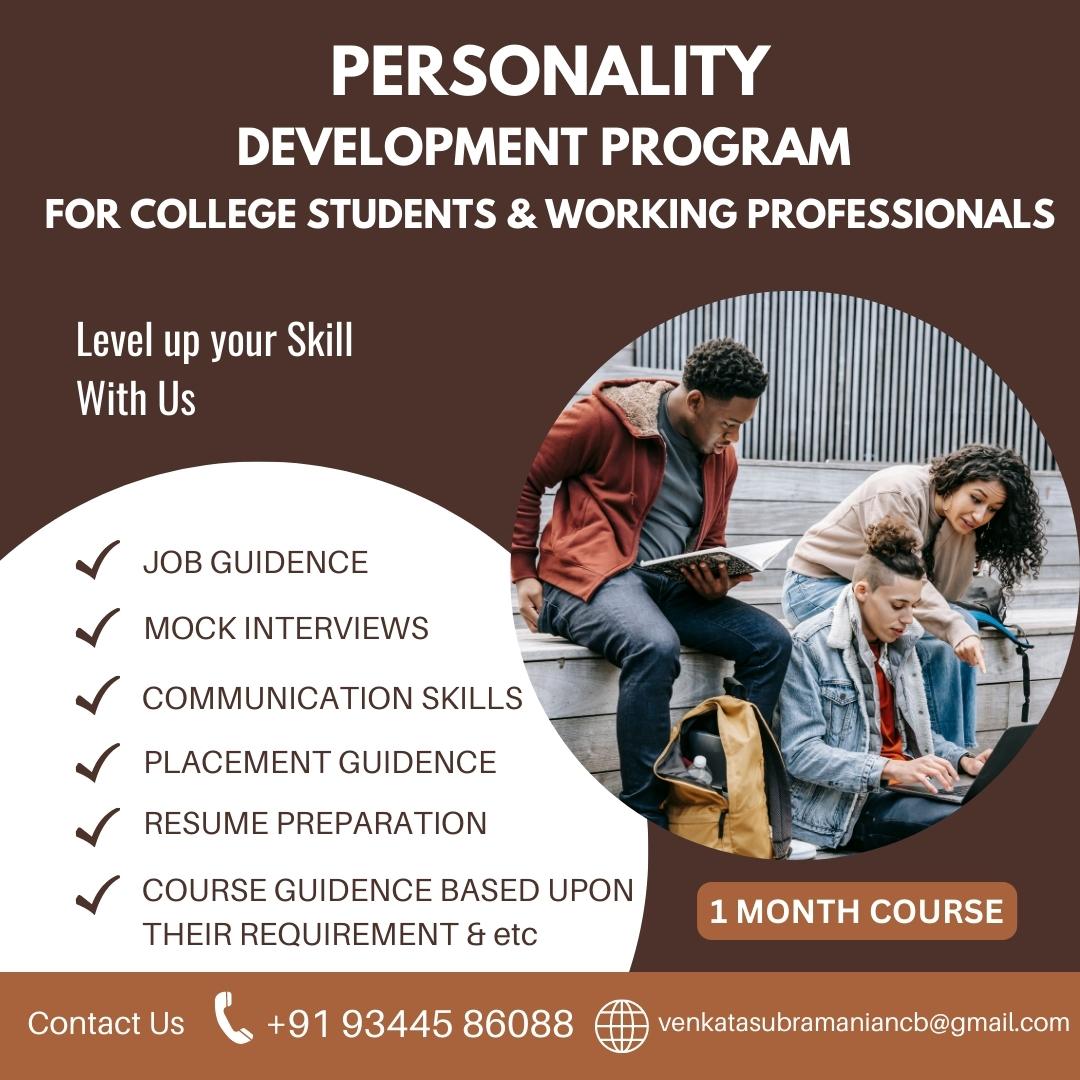 PERSONALITY
DEVELOPMENT PROGRAM
FOR COLLEGE STUDENTS & WORKING PROFESSIONALS
Level up your Skill
With Us
JOB GUIDENCE
MOCK INTERVIEWS
COMMUNICATION SKILLS
PLACEMENT GUIDENCE
RESUME PREPARATION
COURSE GUIDENCE BASED UPON
THEIR REQUIREMENT & etc
1 MONTH COURSE
Contact Us +91 93445 86088 venkatasubramaniancb@gmail.com